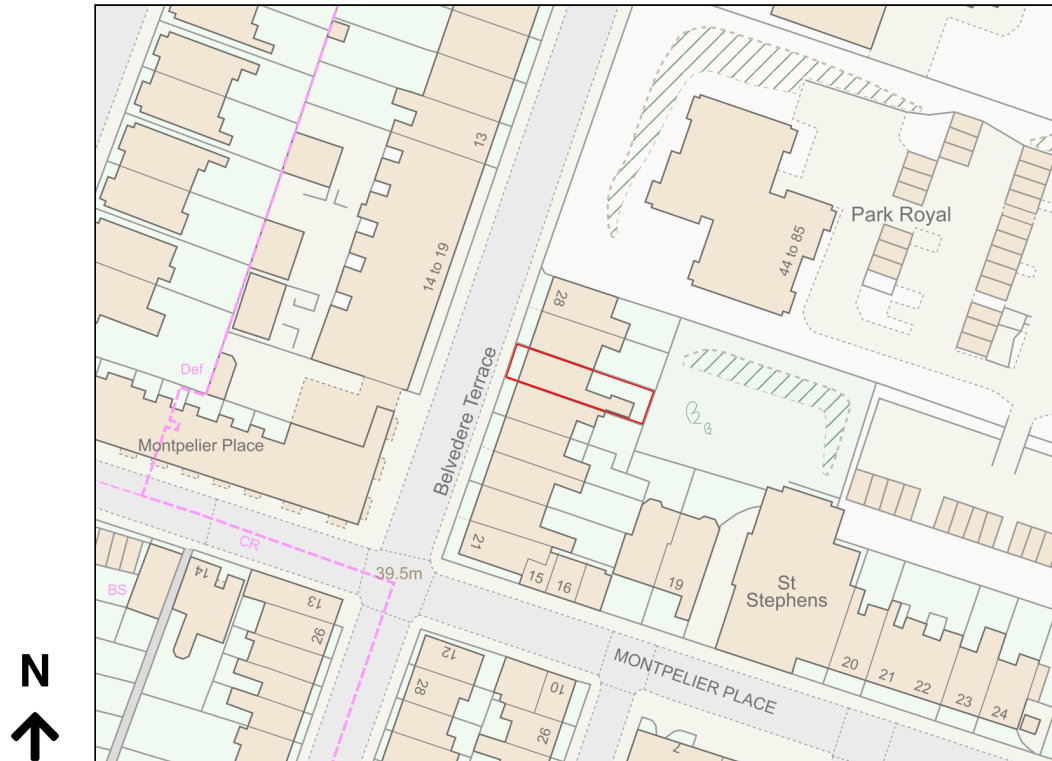 13
14 to 19
Park Royal
44 to 85
28
Def
Belvedere Terrace
Montpelier Place
CR
39.5m
21
15
16
19
St
Stephens
BS
14
13
26
12
28
10
26
MONTPELIER PLACE
20
21
22
23
24
7
N